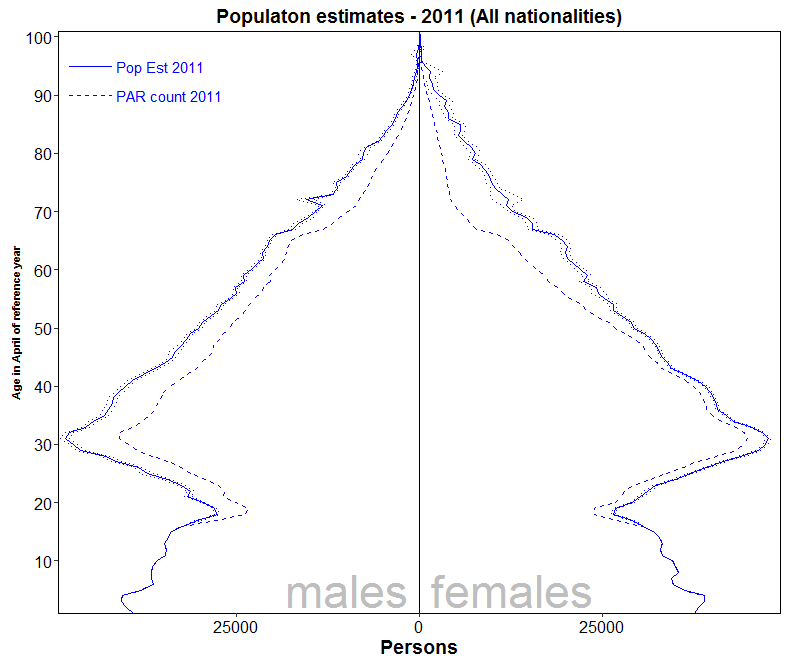 Populaton estimates - 2011 (All nationalities)
Pop Est 2011
PAR count 2011
Age in April of reference year
100
90
80
70
60
50
40
30
20
10
males females
25000 0 25000
Persons